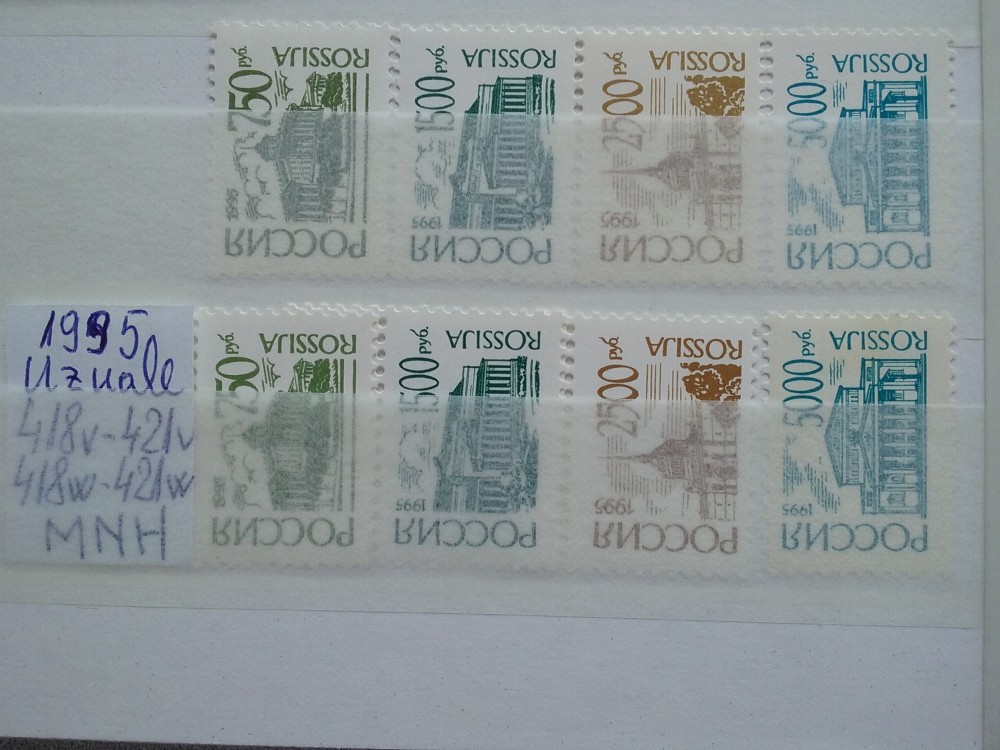 750 руб. ROSSIJA
1995
РОССИЯ
1500 руб. ROSSIJA
1995
РОССИЯ
2500 руб. ROSSIJA
1995
РОССИЯ
5000 руб. ROSSIJA
1995
РОССИЯ
1995
Uzuale
418v-421v
418w-421w
MNH
750 руб. ROSSIJA
1995
РОССИЯ
1500 руб. ROSSIJA
1995
РОССИЯ
2500 руб. ROSSIJA
1995
РОССИЯ
5000 руб. ROSSIJA
1995
РОССИЯ